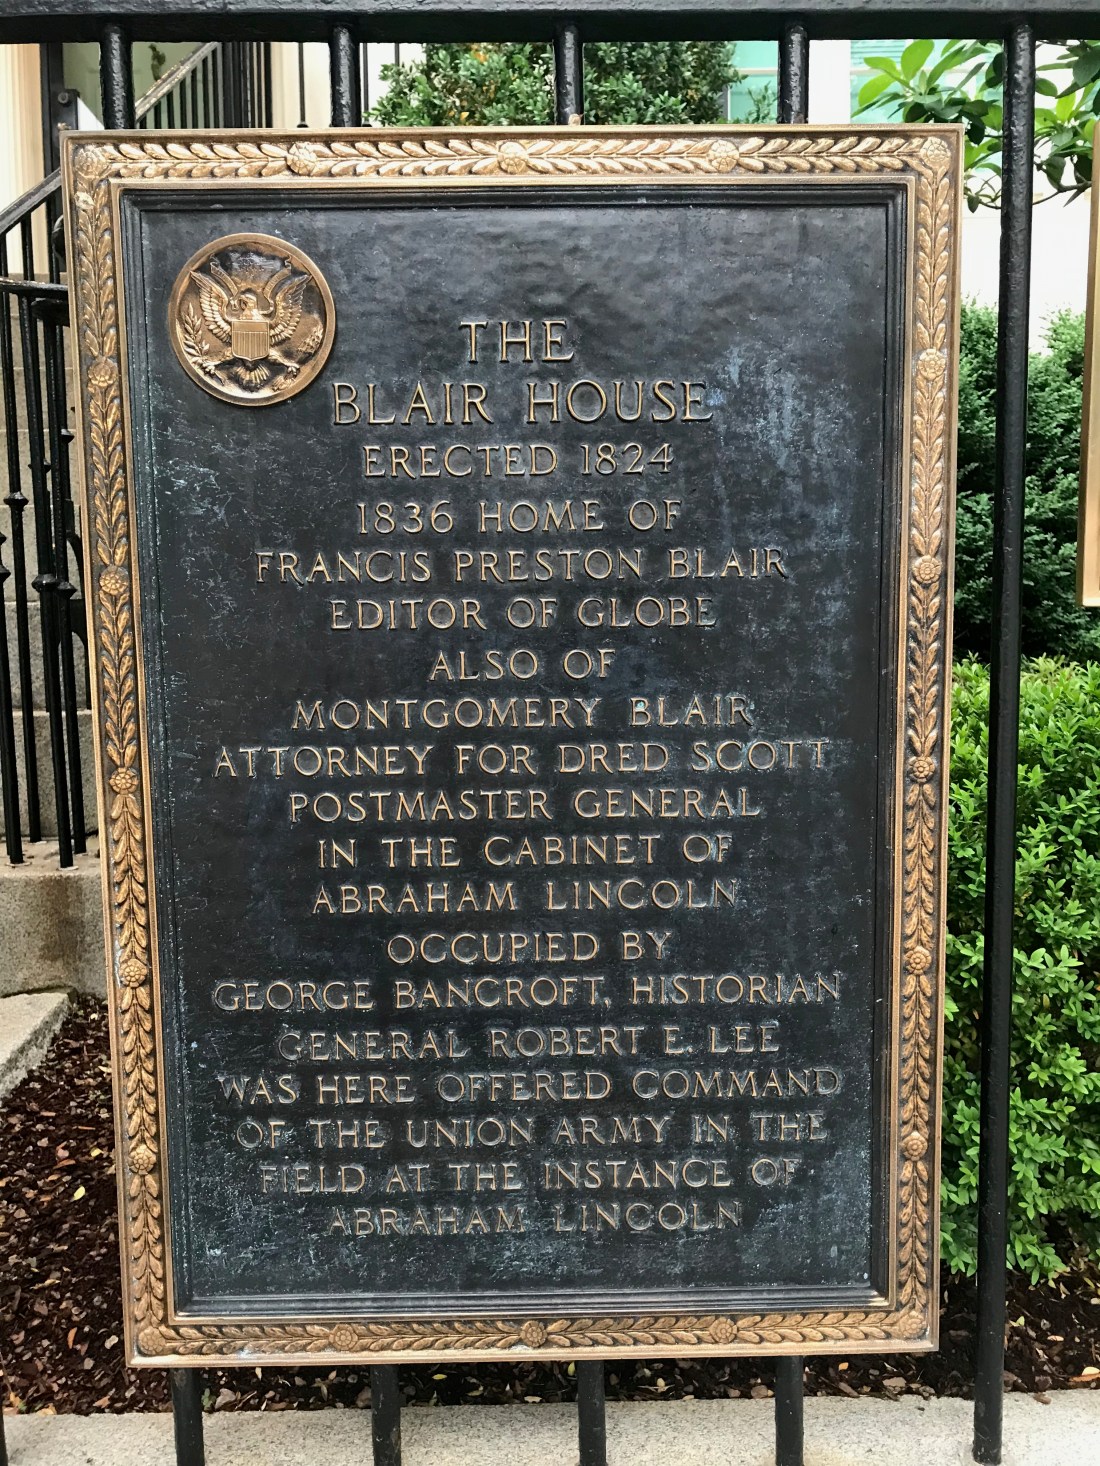 THE
BLAIR HOUSE
ERECTED 1824
1836 HOME OF
FRANCIS PRESTON BLAIR
EDITOR OF GLOBE
ALSO OF
MONTGOMERY BLAIR
ATTORNEY FOR DRED SCOTT
POSTMASTER GENERAL
IN THE CABINET OF
ABRAHAM LINCOLN
OCCUPIED BY
GEORGE BANCROFT, HISTORIAN
GENERAL ROBERT E. LEE
WAS HERE OFFERED COMMAND
OF THE UNION ARMY IN THE
FIELD AT THE INSTANCE OF
ABRAHAM LINCOLN